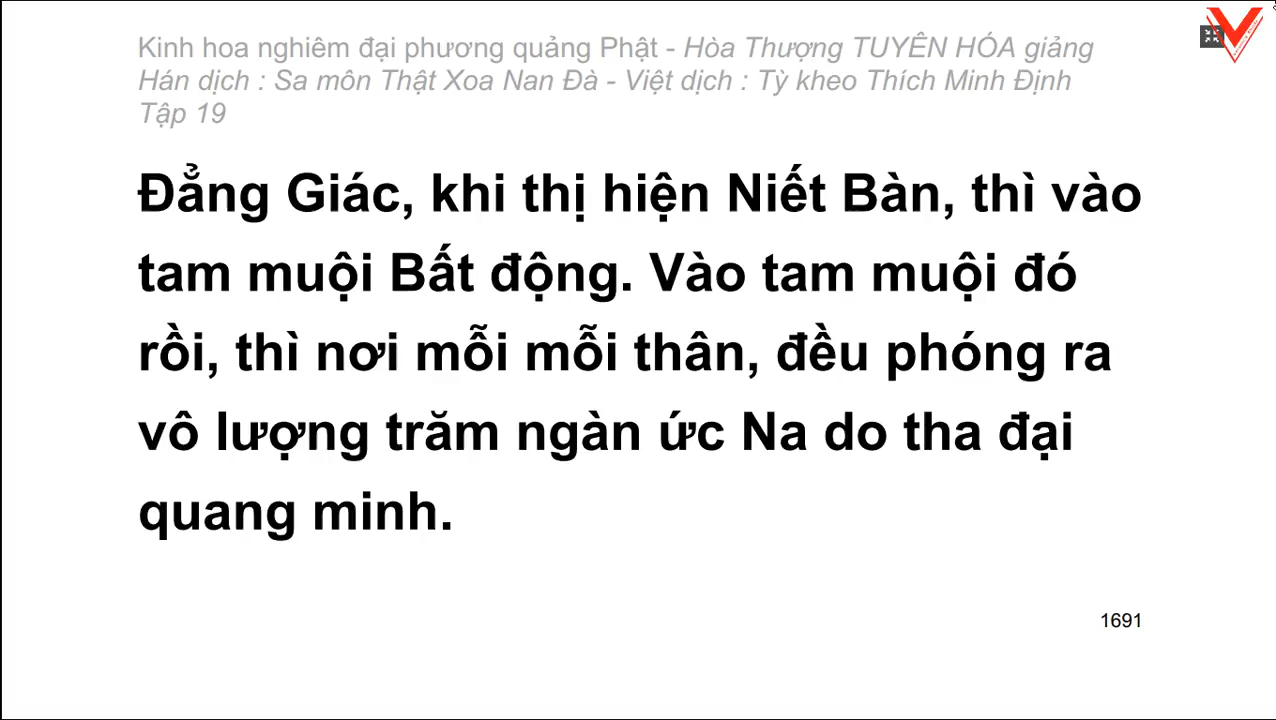 Kinh hoa nghiêm đại phương quảng Phật - Hòa Thượng TUYÊN HÓA giảng
Hán dịch : Sa môn Thật Xoa Nan Đà - Việt dịch : Tỳ kheo Thích Minh Định
Tập 19
Đẳng Giác, khi thị hiện Niết Bàn, thì vào
tam muội Bất động. Vào tam muội đó
rồi, thì nơi mỗi mỗi thân, đều phóng ra
vô lượng trăm ngàn ức Na do tha đại
quang minh.
1691